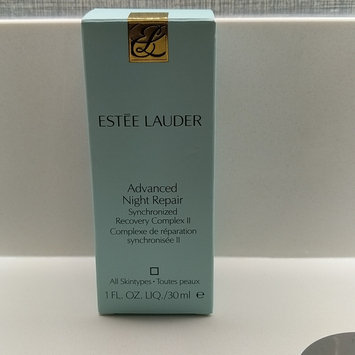 EL
ESTĒE LAUDER
Advanced
Night Repair
Synchronized
Recovery Complex II
Complexe de réparation
synchronisée II
All Skintypes • Toutes peaux
1 FL. OZ. LIQ./30ml ℮